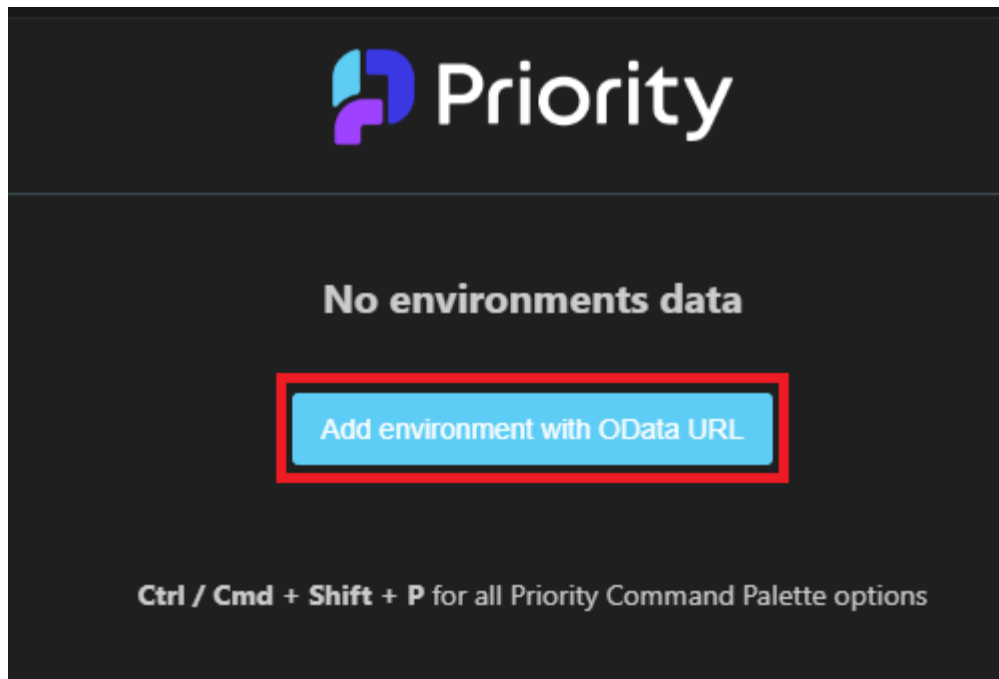 Priority
No environments data
Add environment with OData URL
Ctrl / Cmd + Shift + P for all Priority Command Palette options